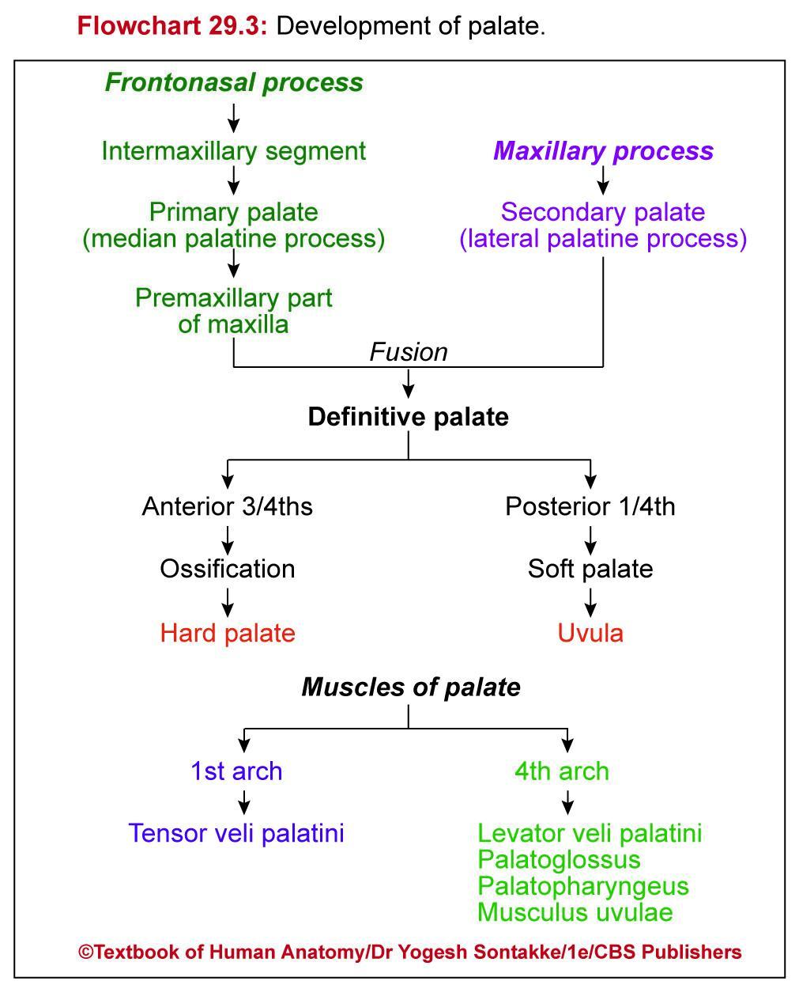 Flowchart 29.3: Development of palate.
Frontonasal process
Intermaxillary segment
Maxillary process
Primary palate
(median palatine process)
Secondary palate
(lateral palatine process)
Premaxillary part
of maxilla
Fusion
Definitive palate
Anterior 3/4ths
Posterior 1/4th
Ossification
Soft palate
Hard palate
Uvula
Muscles of palate
1st arch
4th arch
Tensor veli palatini
Levator veli palatini
Palatoglossus
Palatopharyngeus
Musculus uvulae
©Textbook of Human Anatomy/Dr Yogesh Sontakke/1e/CBS Publishers